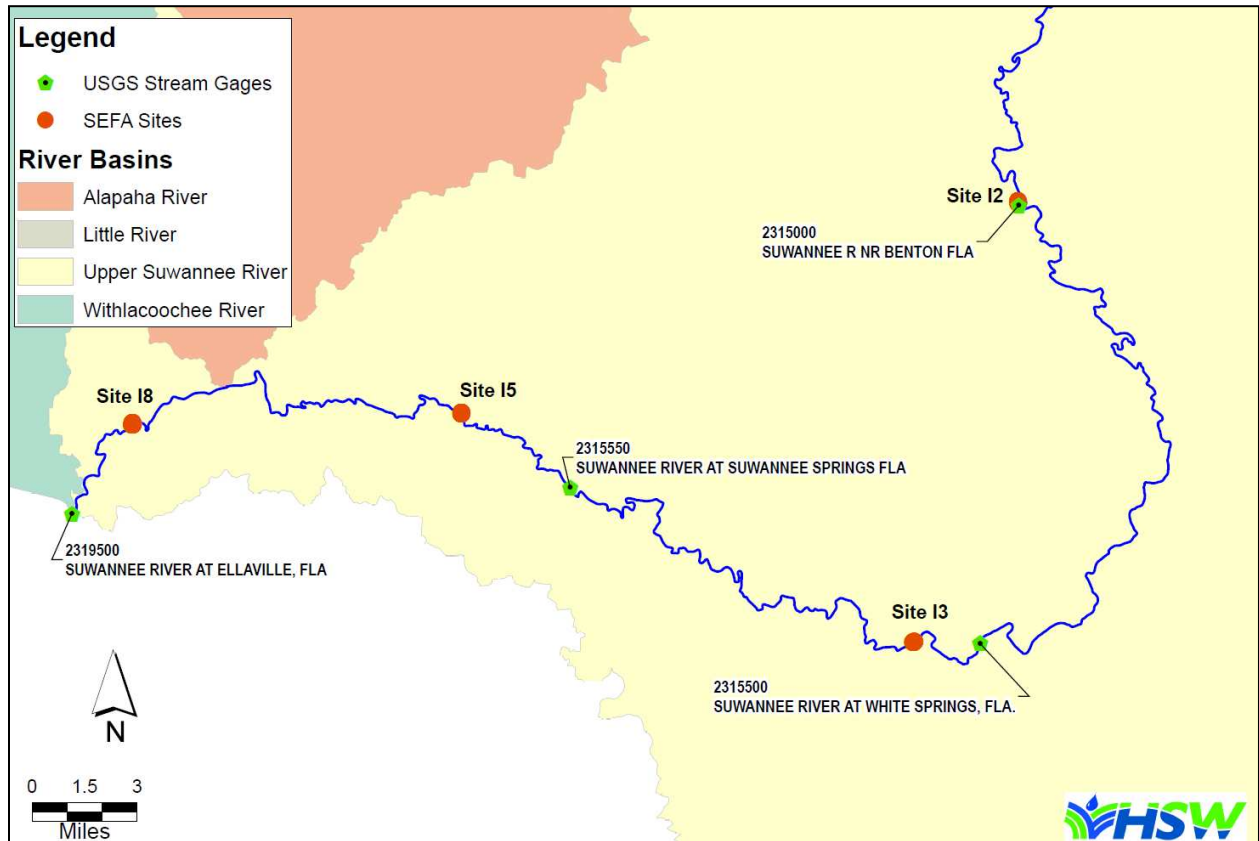 Legend
USGS Stream Gages
SEFA Sites
River Basins
Alapaha River
Little River
Upper Suwannee River
Withlacoochee River
Site I2
2315000
SUWANNEE R NR BENTON FLA
Site I8
Site I5
2315550
SUWANNEE RIVER AT SUWANNEE SPRINGS FLA
2319500
SUWANNEE RIVER AT ELLAVILLE, FLA
Site I3
2315500
SUWANNEE RIVER AT WHITE SPRINGS, FLA.
N
0 1.5 3
Miles
HSW